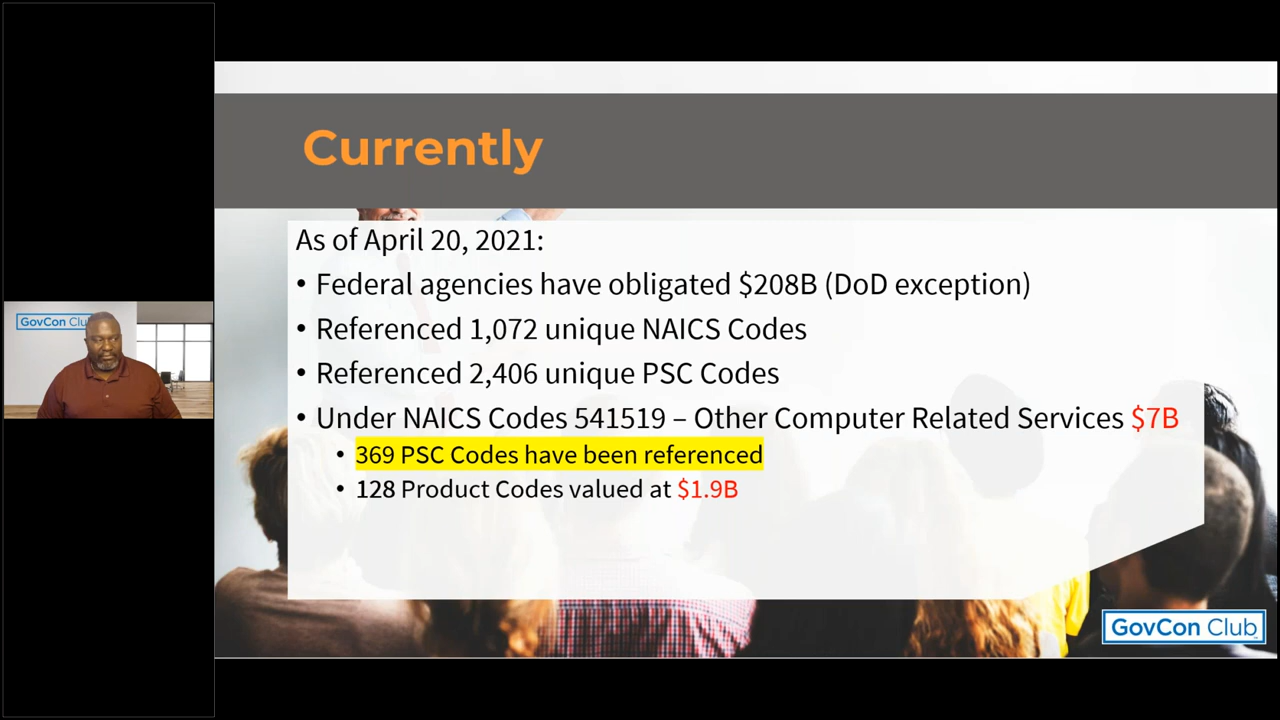 Currently
As of April 20, 2021:
• Federal agencies have obligated $208B (DoD exception)
• Referenced 1,072 unique NAICS Codes
• Referenced 2,406 unique PSC Codes
• Under NAICS Codes 541519 – Other Computer Related Services $7B
• 369 PSC Codes have been referenced
• 128 Product Codes valued at $1.9B
GovCon Clu
GovCon Club